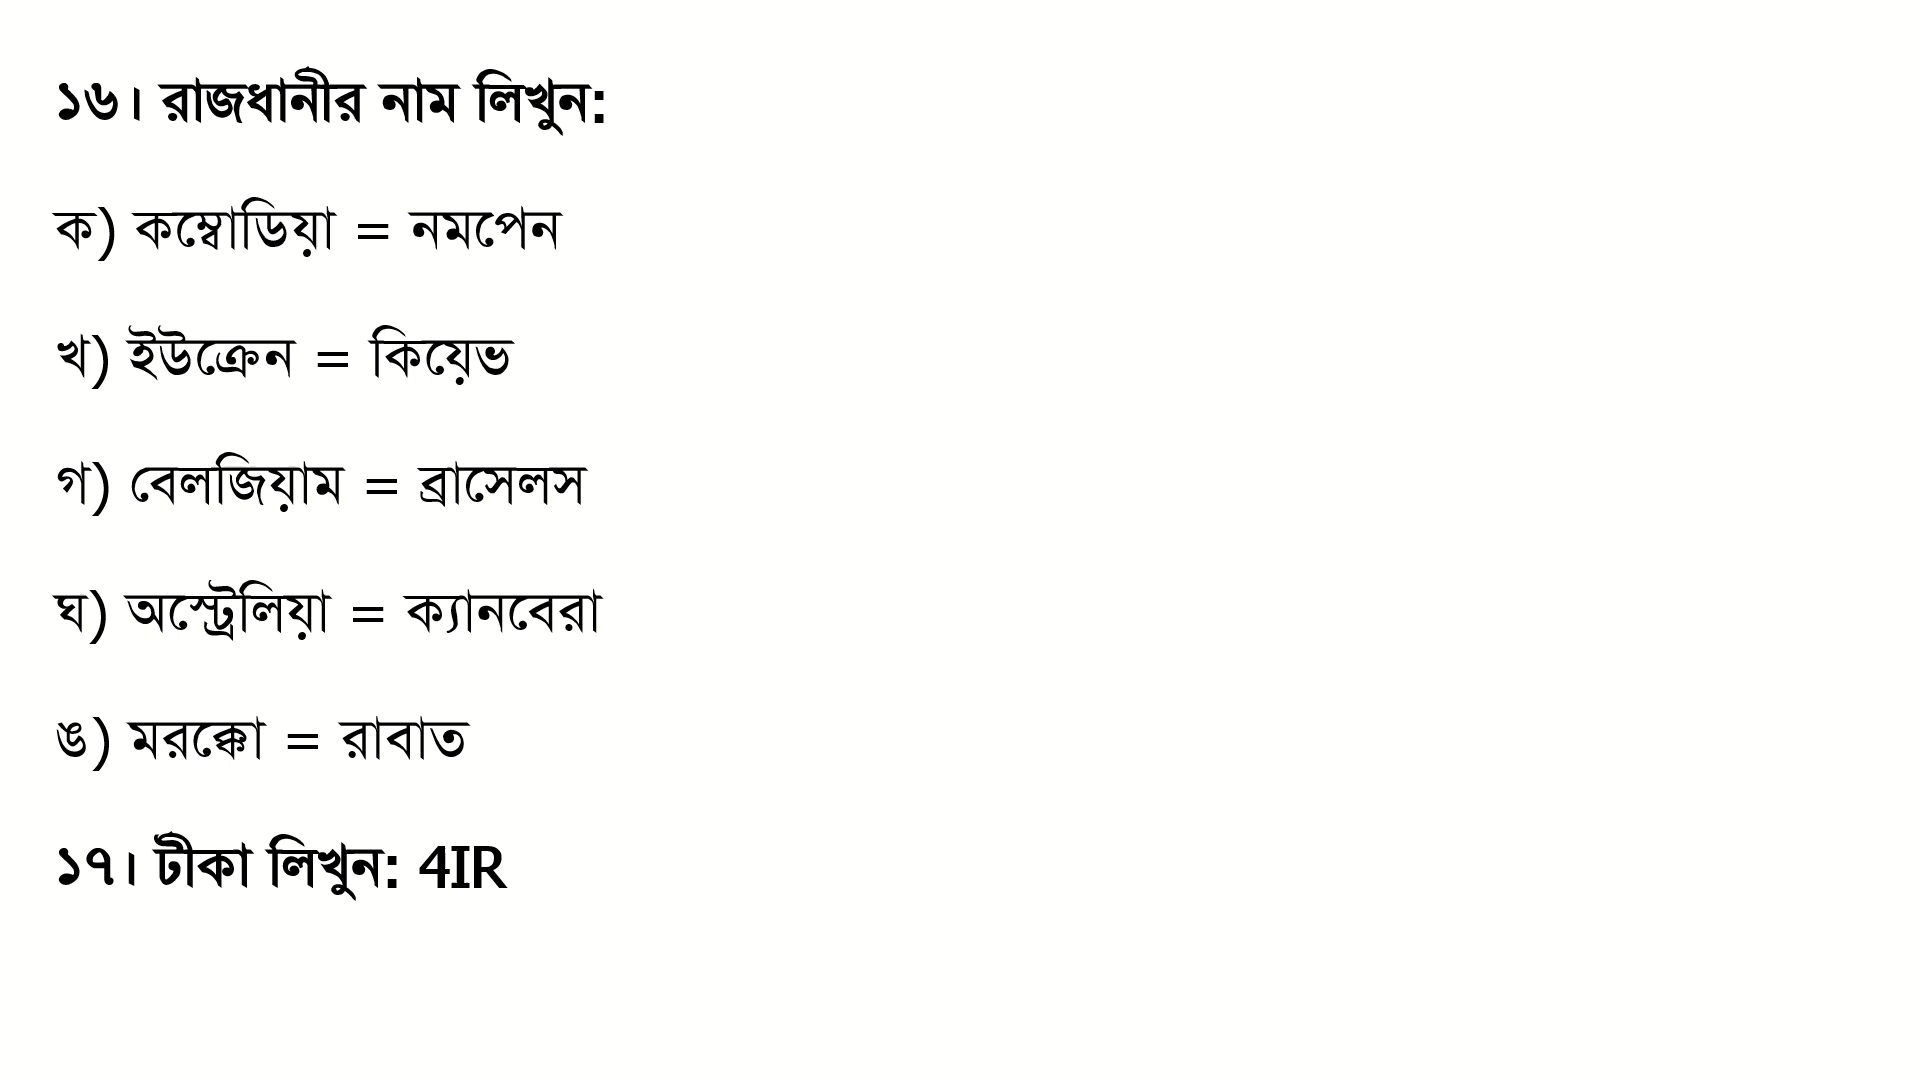 ১৬। রাজধানীর নাম লিখুন:
ক) কম্বোডিয়া = নমপেন
খ) ইউক্রেন = কিয়েভ
গ) বেলজিয়াম = ব্রাসেলস
ঘ) অস্ট্রেলিয়া = ক্যানবেরা
ঙ) মরক্কো = রাবাত
১৭। টীকা লিখুন: 4IR